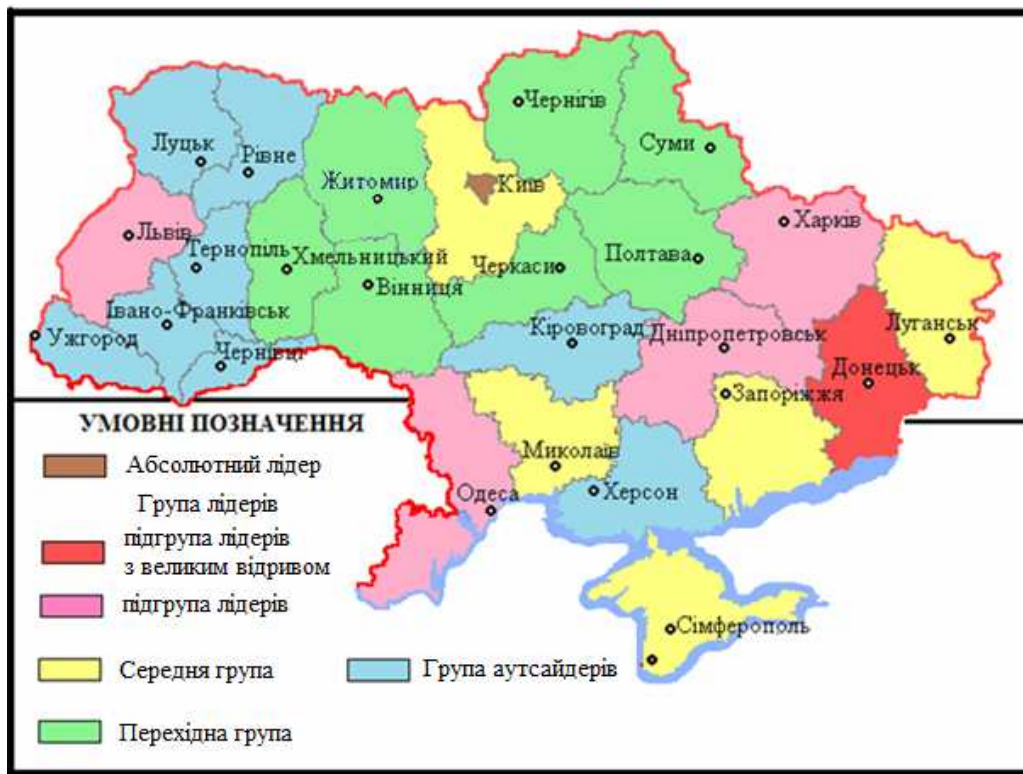 Чернігів
Суми
Луцьк
Рівне
Житомир
Київ
Львів
Харків
Тернопіль
Хмельницький
Черкаси
Полтава
Вінниця
Івано-Франківськ
Ужгород
Чернівці
Кіровоград
Дніпропетровськ
Луганськ
Донецьк
Запоріжжя
УМОВНІ ПОЗНАЧЕННЯ
Миколаїв
Абсолютний лідер
Херсон
Одеса
Група лідерів
підгрупа лідерів
з великим відривом
підгрупа лідерів
Сімферополь
Середня група
Група аутсайдерів
Перехідна група